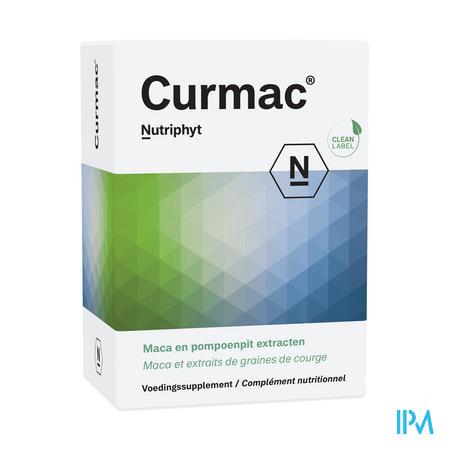 Curmac
Curmac®
Nutriphyt
CLEAN
LABEL
N
Maca en pompoenpit extracten
Maca et extraits de graines de courge
Voedingssupplement / Complément nutritionnel
N
IPM